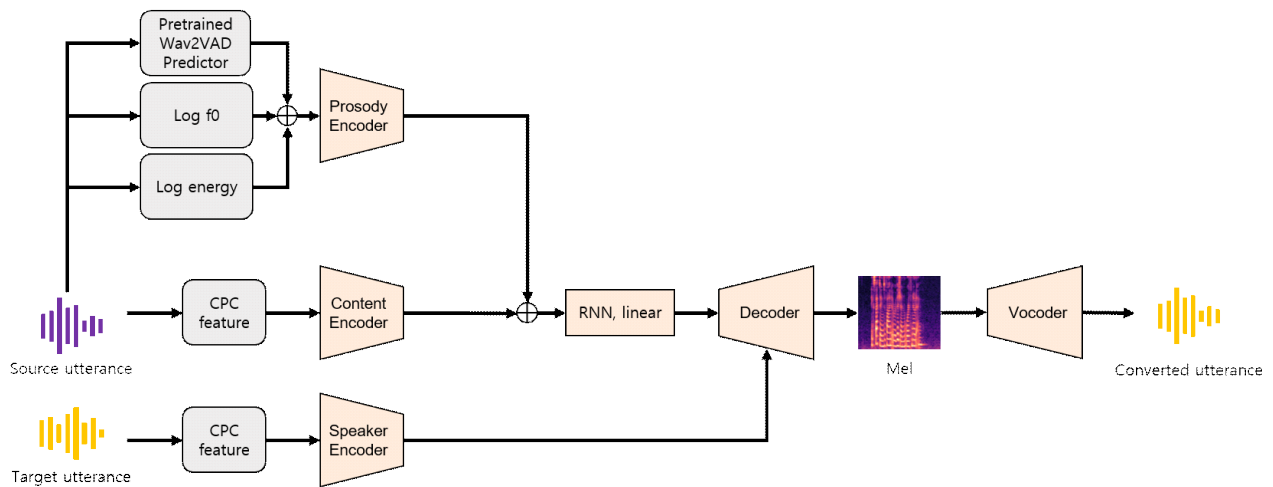 Pretrained
Wav2VAD
Predictor
Log f0
Log energy
Prosody
Encoder
Source utterance
CPC
feature
Content
Encoder
RNN, linear
Decoder
Mel
Vocoder
Converted utterance
Target utterance
CPC
feature
Speaker
Encoder